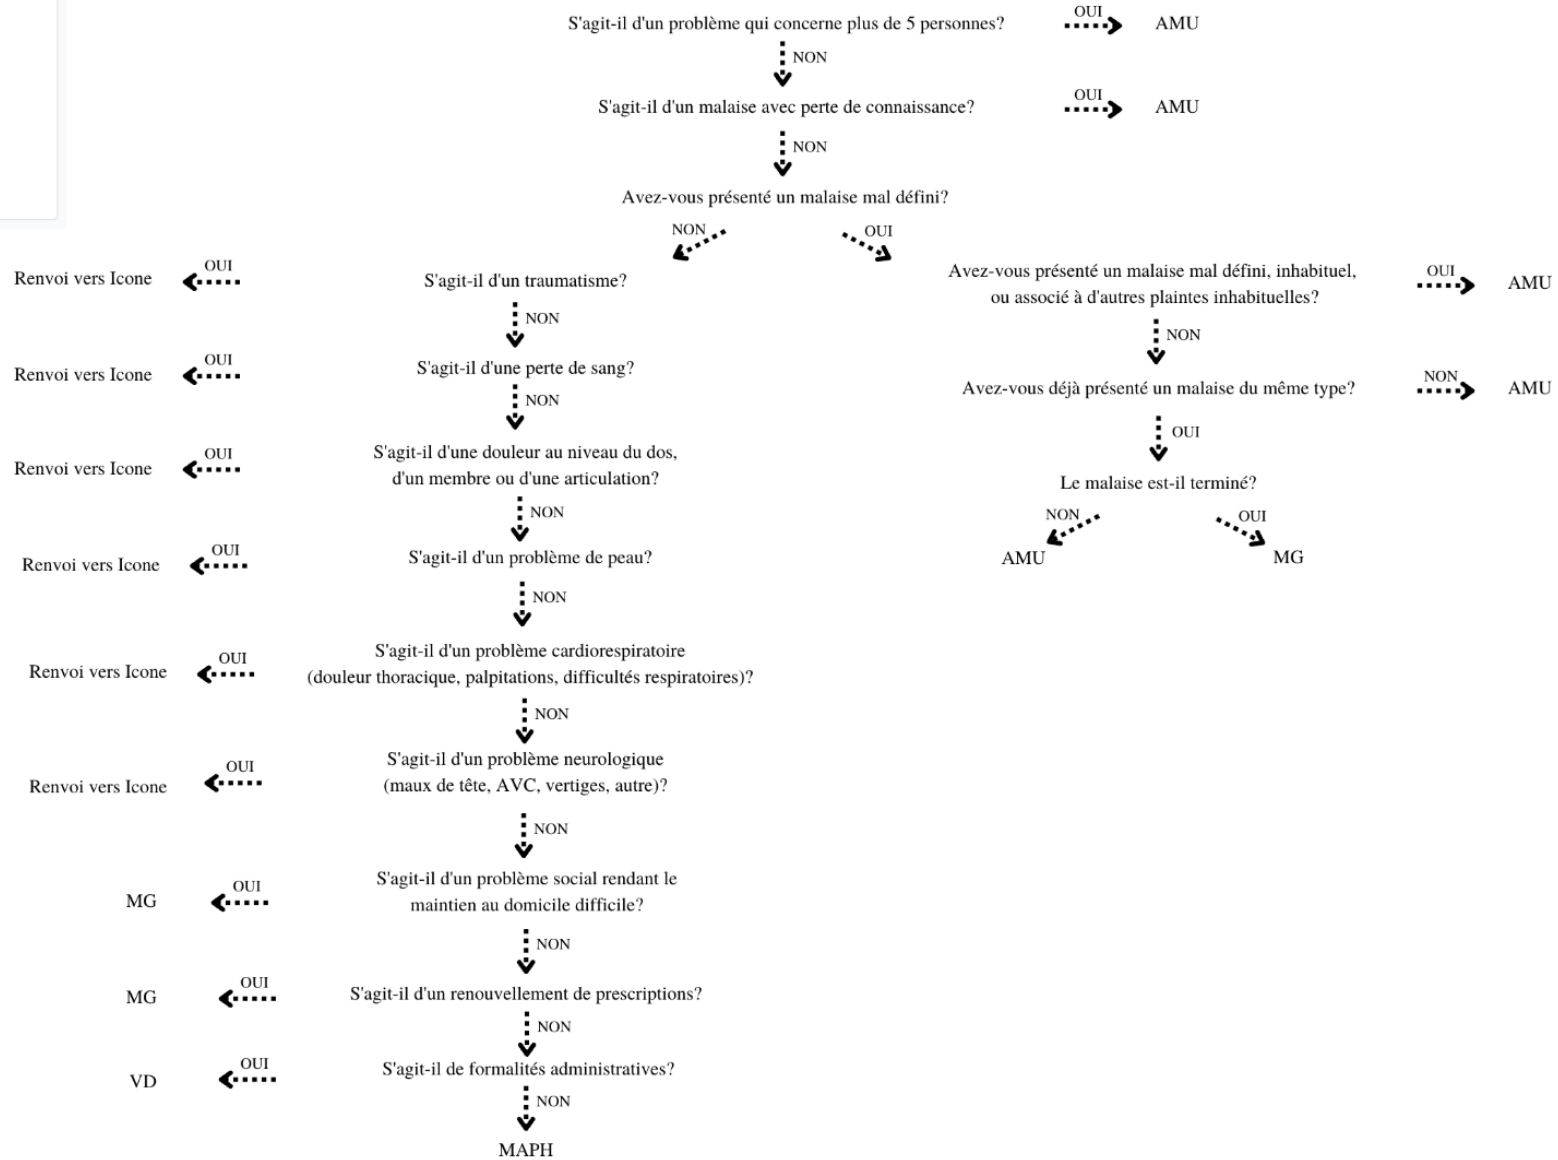 S'agit-il d'un problème qui concerne plus de 5 personnes?
OUI
AMU
NON
S'agit-il d'un malaise avec perte de connaissance?
OUI
AMU
NON
Avez-vous présenté un malaise mal défini?
NON
OUI
Renvoi vers Icone
OUI
S'agit-il d'un traumatisme?
Avez-vous présenté un malaise mal défini, inhabituel,
ou associé à d'autres plaintes inhabituelles?
OUI
AMU
NON
NON
Renvoi vers Icone
OUI
S'agit-il d'une perte de sang?
Avez-vous déjà présenté un malaise du même type?
NON
AMU
NON
OUI
Renvoi vers Icone
OUI
S'agit-il d'une douleur au niveau du dos,
d'un membre ou d'une articulation?
Le malaise est-il terminé?
NON
NON
OUI
AMU
MG
Renvoi vers Icone
OUI
S'agit-il d'un problème de peau?
NON
Renvoi vers Icone
OUI
S'agit-il d'un problème cardiorespiratoire
(douleur thoracique, palpitations, difficultés respiratoires)?
NON
Renvoi vers Icone
OUI
S'agit-il d'un problème neurologique
(maux de tête, AVC, vertiges, autre)?
NON
MG
OUI
S'agit-il d'un problème social rendant le
maintien au domicile difficile?
NON
MG
OUI
S'agit-il d'un renouvellement de prescriptions?
NON
VD
OUI
S'agit-il de formalités administratives?
NON
MAPH